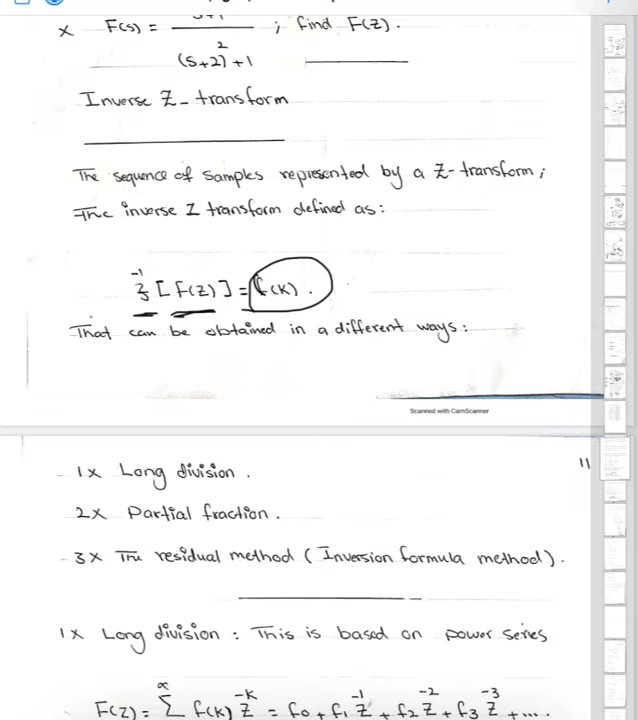 x F(s) = s+1 / (s+2)² + 1 ; find F(z).
Inverse Z-transform
The sequence of samples represented by a Z-transform;
The inverse Z transform defined as:
𝓏⁻¹ [F(z)] = f(k).
That can be obtained in a different ways:
Scanned with CamScanner
11
1x Long division.
2x Partial fraction.
3x The residual method (Inversion formula method).
1x Long division : This is based on power series
F(z) = ∞ Σ f(k) z⁻ᵏ = f₀ + f₁ z⁻¹ + f₂ z⁻² + f₃ z⁻³ + ....